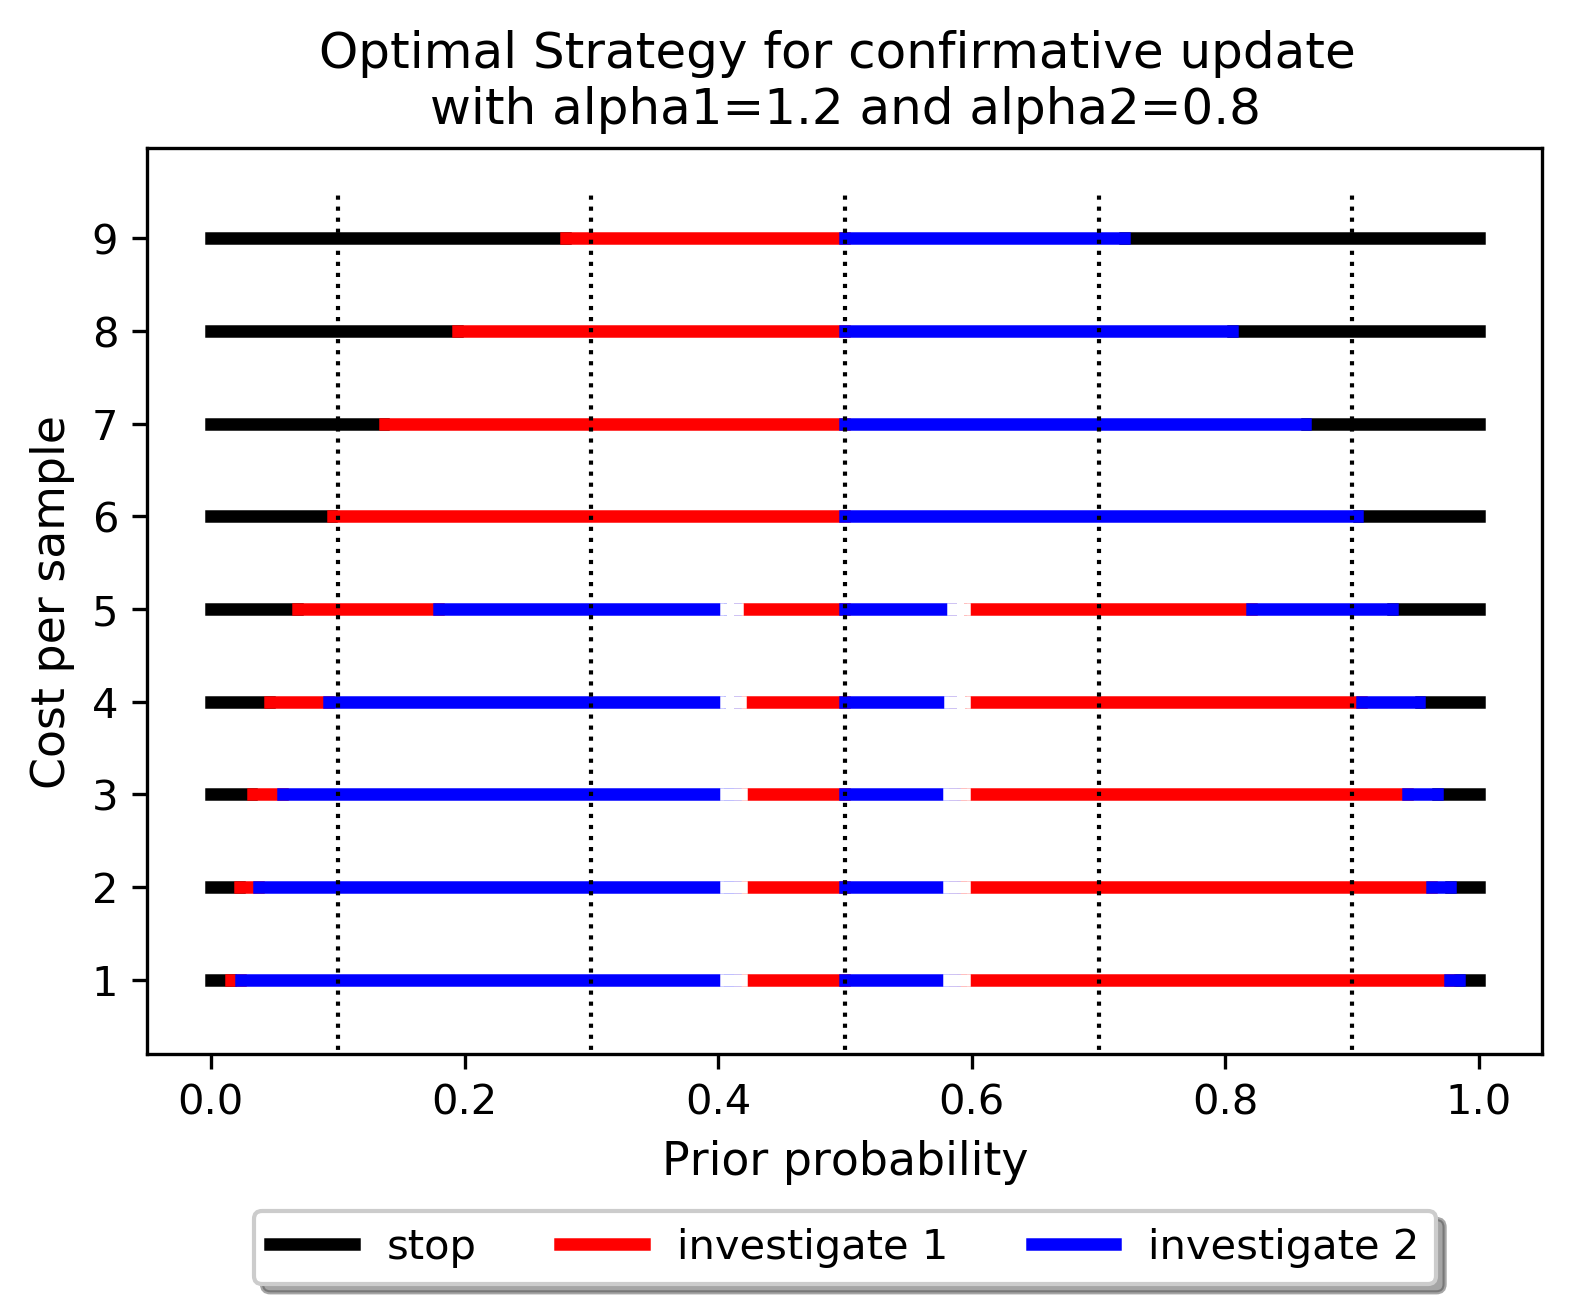 Optimal Strategy for confirmative update
with alpha1=1.2 and alpha2=0.8
Cost per sample
9
8
7
6
5
4
3
2
1
0.0 0.2 0.4 0.6 0.8 1.0
Prior probability
stop investigate 1 investigate 2